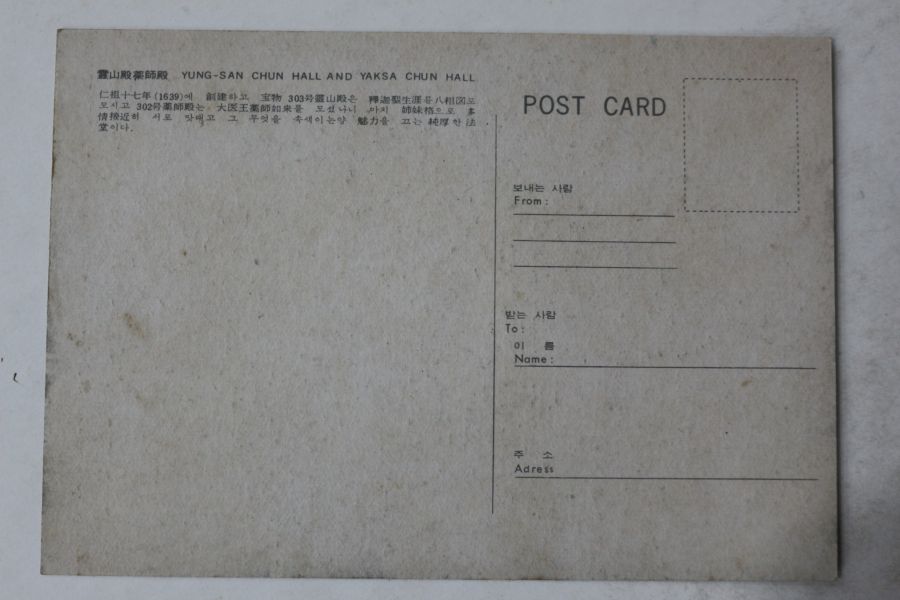 靈山殿藥師殿 YUNG-SAN CHUN HALL AND YAKSA CHUN HALL
仁祖十七年(1639)에 創建하고 宝物 303号靈山殿은 釋迦聖生涯를八相図로
모시고 302号藥師殿는 大医王藥師如来를 모셨나니 마치 姉妹格으로 多
情接近히 서로 맞대고 그 무엇을 속색이는양 魅力을 끄는 純厚한 法
堂이다.
POST CARD
보내는 사람
From :
받는 사람
To :
이 름
Name :
주 소
Adress